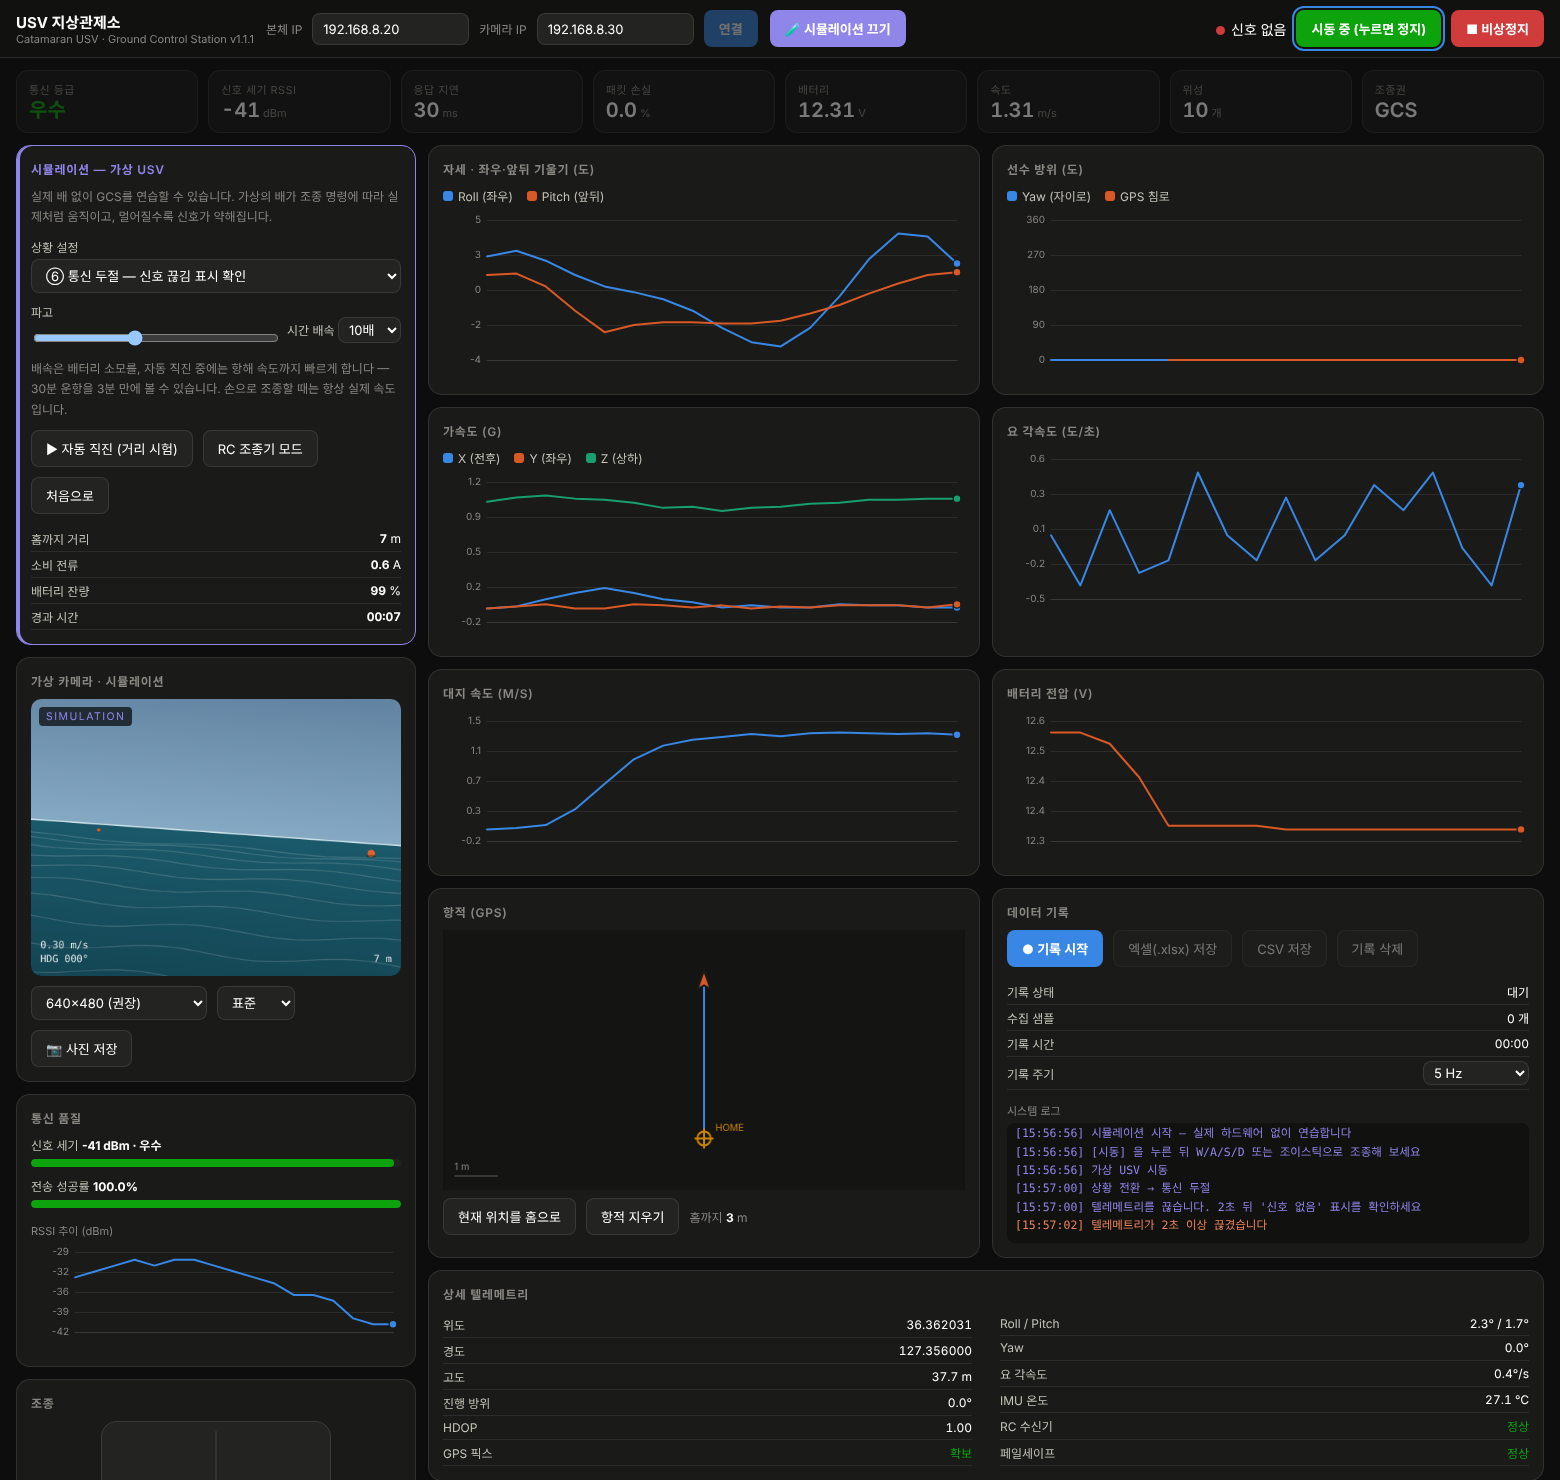 USV 지상관제소
Catamaran USV · Ground Control Station v1.1.1
본체 IP
192.168.8.20
카메라 IP
192.168.8.30
연결
🧪 시뮬레이션 끄기
신호 없음
시동 중 (누르면 정지)
■ 비상정지
통신 등급
우수
신호 세기 RSSI
-41 dBm
응답 지연
30 ms
패킷 손실
0.0 %
배터리
12.31 V
속도
1.31 m/s
위성
10 개
조종권
GCS
시뮬레이션 — 가상 USV
실제 배 없이 GCS를 연습할 수 있습니다. 가상의 배가 조종 명령에 따라 실
제처럼 움직이고, 멀어질수록 신호가 약해집니다.
상황 설정
⑥ 통신 두절 — 신호 끊김 표시 확인
파고
시간 배속
10배
배속은 배터리 소모를, 자동 직진 중에는 항해 속도까지 빠르게 합니다 —
30분 운항을 3분 만에 볼 수 있습니다. 손으로 조종할 때는 항상 실제 속도
입니다.
▶ 자동 직진 (거리 시험)
RC 조종기 모드
처음으로
홈까지 거리
7 m
소비 전류
0.6 A
배터리 잔량
99 %
경과 시간
00:07
가상 카메라 · 시뮬레이션
SIMULATION
0.30 m/s
HDG 000°
7 m
640×480 (권장)
표준
📷 사진 저장
통신 품질
신호 세기 -41 dBm · 우수
전송 성공률 100.0%
RSSI 추이 (dBm)
-29
-32
-36
-39
-42
조종
자세 · 좌우·앞뒤 기울기 (도)
Roll (좌우)
Pitch (앞뒤)
5
3
0
-2
-4
선수 방위 (도)
Yaw (자이로)
GPS 침로
360
270
180
90
0
가속도 (G)
X (전후)
Y (좌우)
Z (상하)
1.2
0.9
0.5
0.2
-0.2
요 각속도 (도/초)
0.6
0.3
0.1
-0.2
-0.5
대지 속도 (M/S)
1.5
1.1
0.7
0.3
-0.2
배터리 전압 (V)
12.6
12.5
12.4
12.4
12.3
항적 (GPS)
HOME
1 m
현재 위치를 홈으로
항적 지우기
홈까지 3 m
데이터 기록
● 기록 시작
엑셀(.xlsx) 저장
CSV 저장
기록 삭제
기록 상태
대기
수집 샘플
0 개
기록 시간
00:00
기록 주기
5 Hz
시스템 로그
[15:56:56] 시뮬레이션 시작 — 실제 하드웨어 없이 연습합니다
[15:56:56] [시동] 을 누른 뒤 W/A/S/D 또는 조이스틱으로 조종해 보세요
[15:56:56] 가상 USV 시동
[15:57:00] 상황 전환 → 통신 두절
[15:57:00] 텔레메트리를 끊습니다. 2초 뒤 '신호 없음' 표시를 확인하세요
[15:57:02] 텔레메트리가 2초 이상 끊겼습니다
상세 텔레메트리
위도
36.362031
경도
127.356000
고도
37.7 m
진행 방위
0.0°
HDOP
1.00
GPS 픽스
확보
Roll / Pitch
2.3° / 1.7°
Yaw
0.0°
요 각속도
0.4°/s
IMU 온도
27.1 °C
RC 수신기
정상
페일세이프
정상